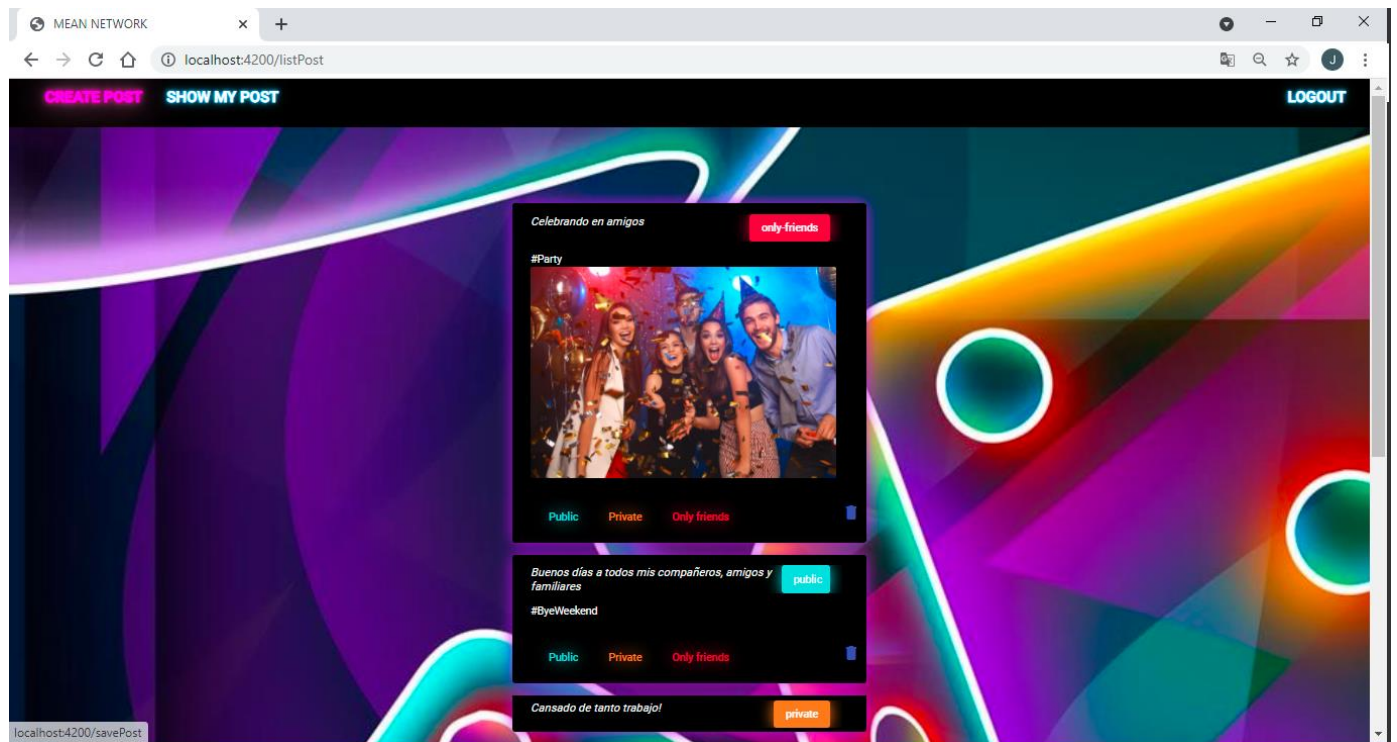 MEAN NETWORK
localhost:4200/listPost
J
CREATE POST SHOW MY POST LOGOUT
Celebrando en amigos only-friends
#Party
Public Private Only friends
Buenos días a todos mis compañeros, amigos y
familiares
public
#ByeWeekend
Public Private Only friends
Cansado de tanto trabajo! private
localhost:4200/savePost